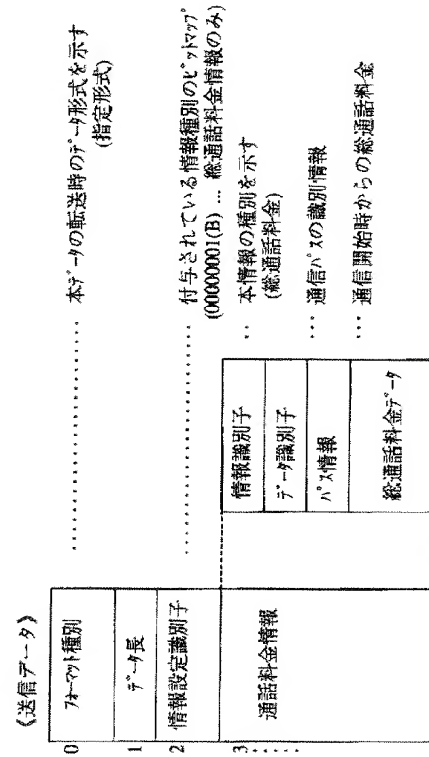 《送信データ》
0
フォーマット種別
‥‥‥‥‥‥‥‥‥‥ 本データの転送時のデータ形式を示す
(指定形式)
1
データ長
2
情報設定識別子
‥‥‥‥‥‥‥‥‥‥ 付与されている情報種別のビットマップ
(00000001(B) … 総通話料金情報のみ)
3
通話料金情報
情報識別子
‥ 本情報の種別を示す
(総通話料金)
データ識別子
パス情報
… 通信パスの識別情報
総通話料金データ
… 通信開始時からの総通話料金